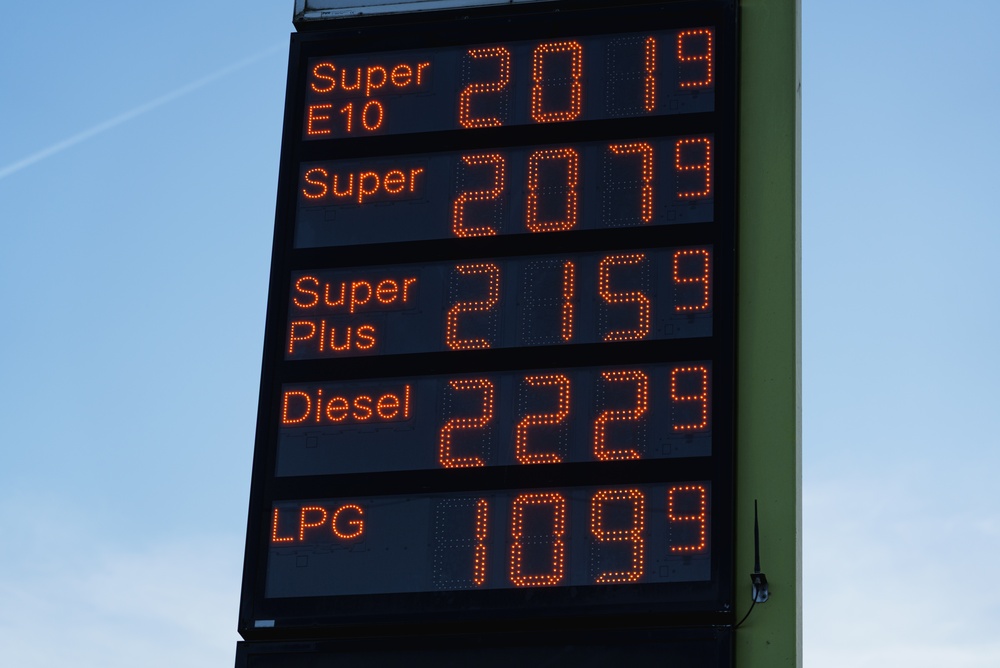 Super 201⁹
E10
Super 207⁹
Super 215⁹
Plus
Diesel 222⁹
LPG 109⁹